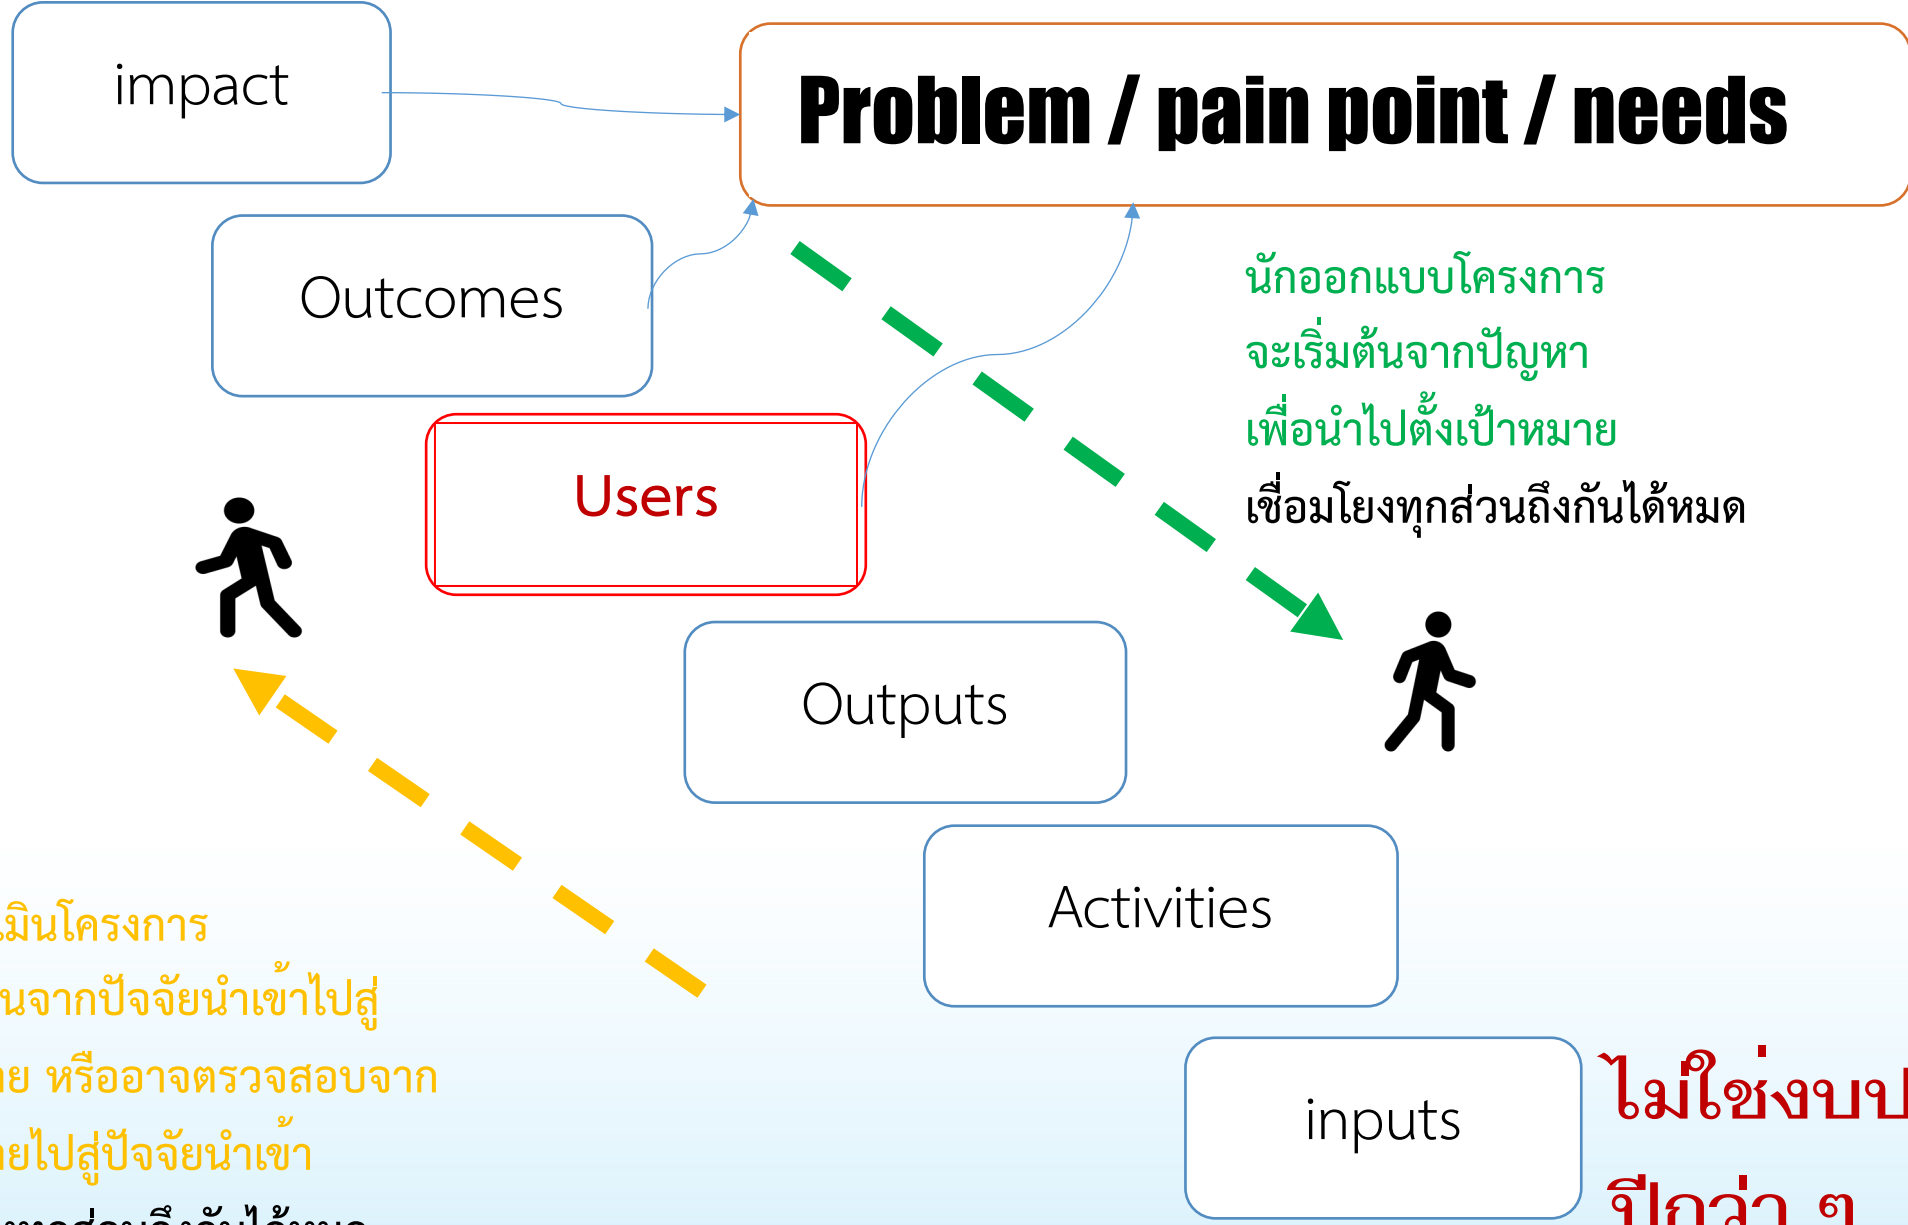 impact
Problem / pain point / needs
Outcomes
นักออกแบบโครงการ
จะเริ่มต้นจากปัญหา
เพื่อนำไปตั้งเป้าหมาย
เชื่อมโยงทุกส่วนถึงกันได้หมด
Users
Outputs
Activities
เมินโครงการ
นจากปัจจัยนำเข้าไปสู่
าย หรืออาจตรวจสอบจาก
ายไปสู่ปัจจัยนำเข้า
inputs
ไม่ใช่งบป
ปีกว่า ๆ